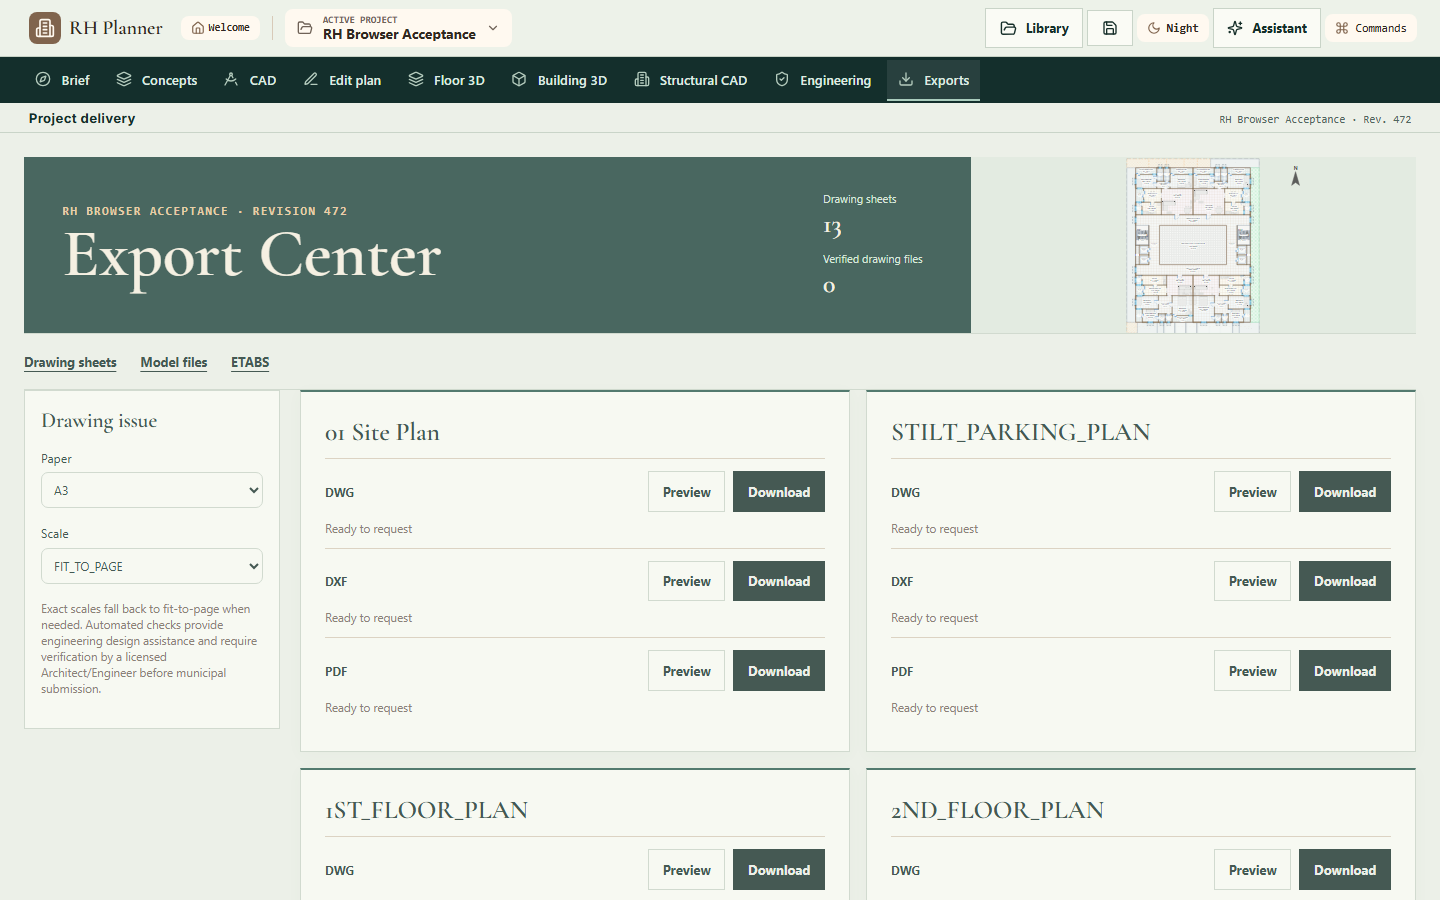 RH Planner
Welcome
ACTIVE PROJECT
RH Browser Acceptance
Library
Night
Assistant
Commands
Brief
Concepts
CAD
Edit plan
Floor 3D
Building 3D
Structural CAD
Engineering
Exports
Project delivery
RH Browser Acceptance · Rev. 472
RH BROWSER ACCEPTANCE · REVISION 472
Export Center
Drawing sheets
13
Verified drawing files
0
N
Drawing sheets
Model files
ETABS
Drawing issue
Paper
A3
Scale
FIT_TO_PAGE
Exact scales fall back to fit-to-page when
needed. Automated checks provide
engineering design assistance and require
verification by a licensed
Architect/Engineer before municipal
submission.
01 Site Plan
DWG
Preview
Download
Ready to request
DXF
Preview
Download
Ready to request
PDF
Preview
Download
Ready to request
STILT_PARKING_PLAN
DWG
Preview
Download
Ready to request
DXF
Preview
Download
Ready to request
PDF
Preview
Download
Ready to request
1ST_FLOOR_PLAN
DWG
Preview
Download
2ND_FLOOR_PLAN
DWG
Preview
Download